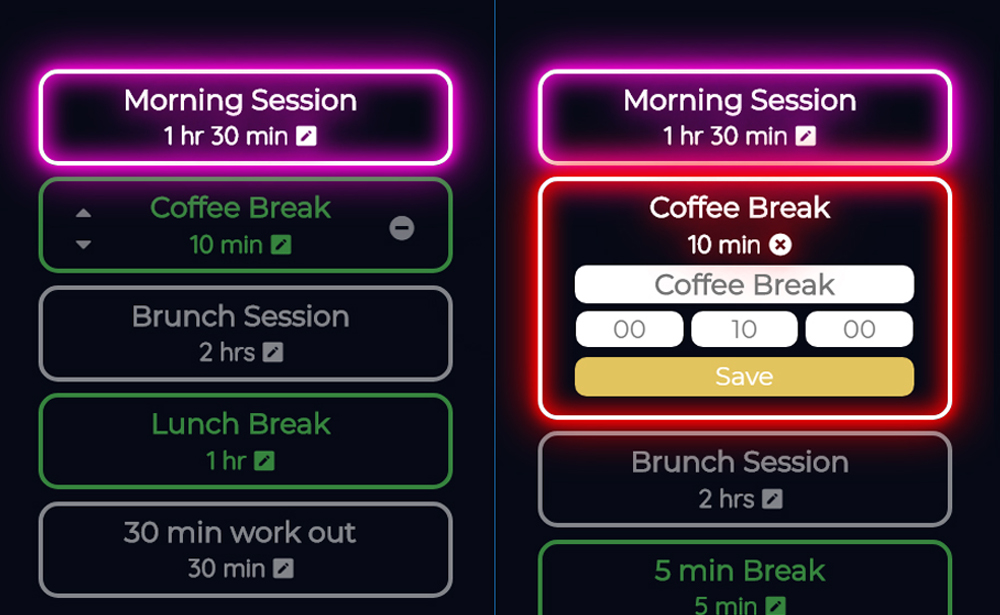 Morning Session
1 hr 30 min
Coffee Break
10 min
Brunch Session
2 hrs
Lunch Break
1 hr
30 min work out
30 min
Morning Session
1 hr 30 min
Coffee Break
10 min
Coffee Break
00 10 00
Save
Brunch Session
2 hrs
5 min Break
5 min